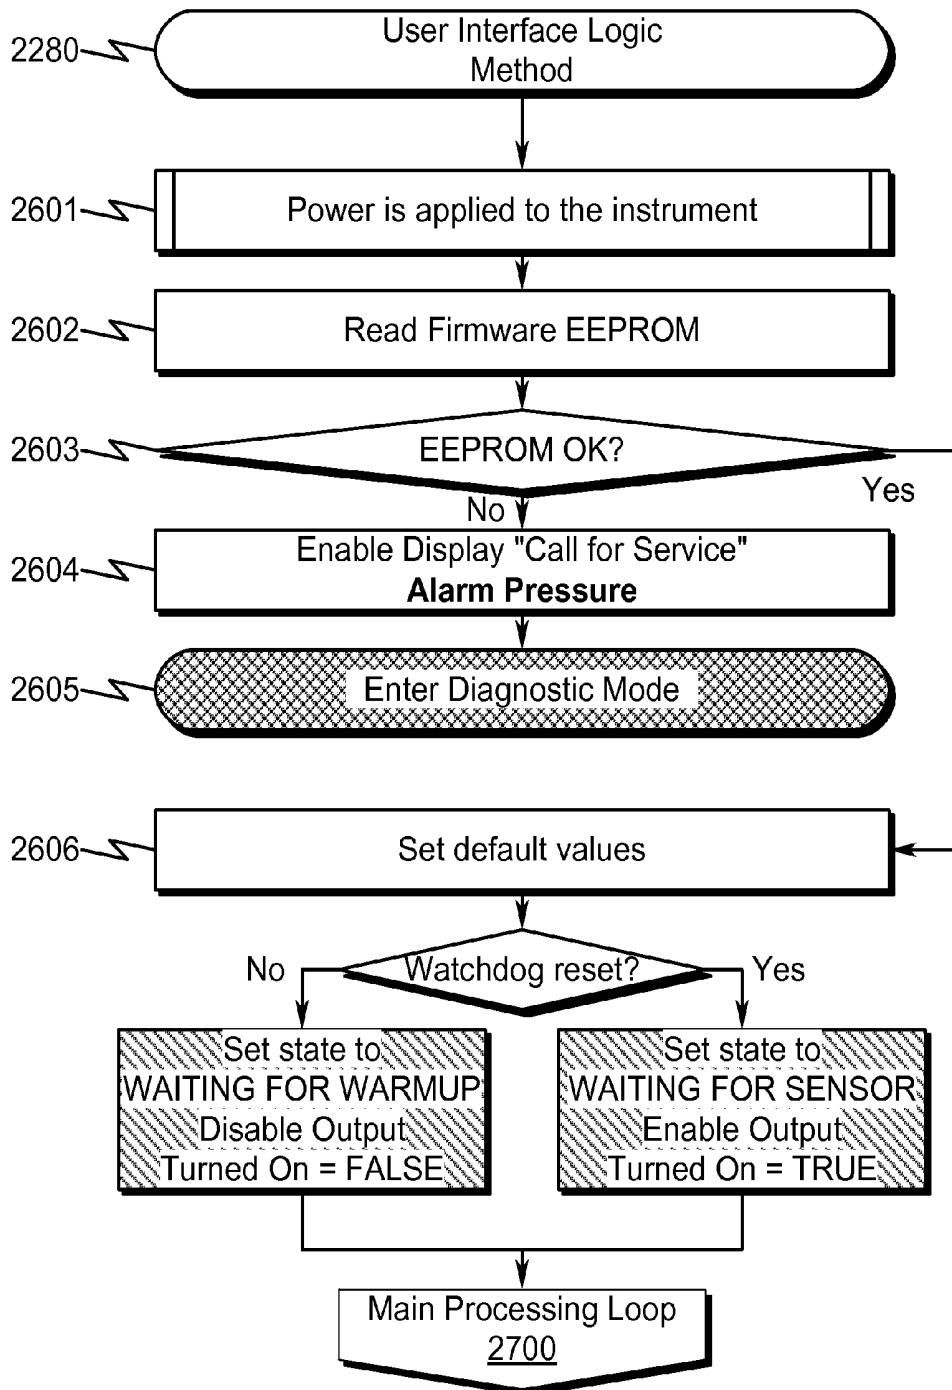 2280
User Interface Logic
Method
2601
Power is applied to the instrument
2602
Read Firmware EEPROM
2603
EEPROM OK?
Yes
No
2604
Enable Display "Call for Service"
Alarm Pressure
2605
Enter Diagnostic Mode
2606
Set default values
No
Watchdog reset?
Yes
Set state to
WAITING FOR WARMUP
Disable Output
Turned On = FALSE
Set state to
WAITING FOR SENSOR
Enable Output
Turned On = TRUE
Main Processing Loop
2700